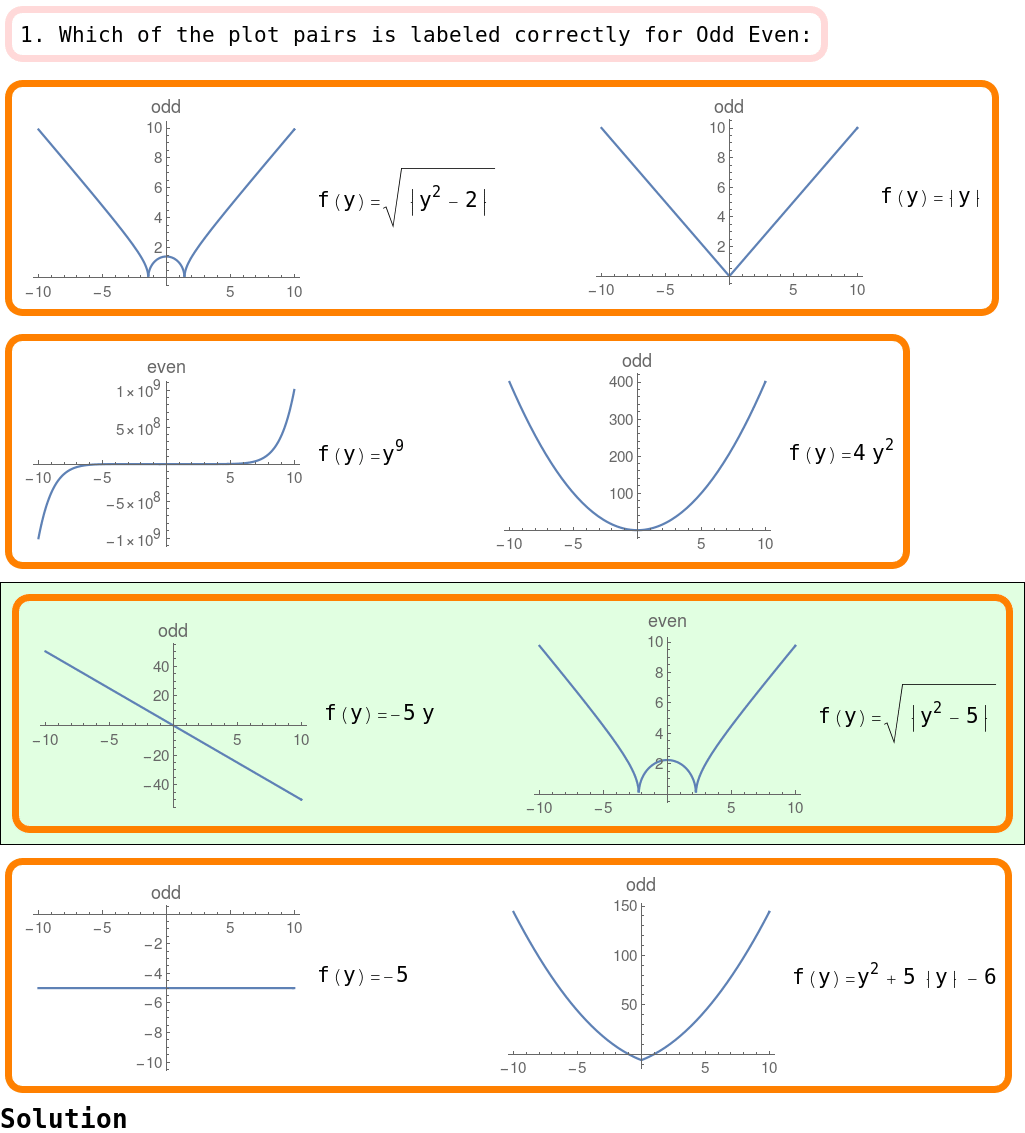 1. Which of the plot pairs is labeled correctly for Odd Even:
odd
10
8
6
4
2
−10 −5 5 10
f(y)=√|y² − 2|
odd
10
8
6
4
2
−10 −5 5 10
f(y)=|y|
even
1×10⁹
5×10⁸
−10 −5 5 10
−5×10⁸
−1×10⁹
f(y)=y⁹
odd
400
300
200
100
−10 −5 5 10
f(y)=4 y²
odd
40
20
−10 −5 5 10
−20
−40
f(y)=−5 y
even
10
8
6
4
2
−10 −5 5 10
f(y)=√|y² − 5|
odd
−10 −5 5 10
−2
−4
−6
−8
−10
f(y)=−5
odd
150
100
50
−10 −5 5 10
f(y)=y² + 5 |y| − 6
Solution